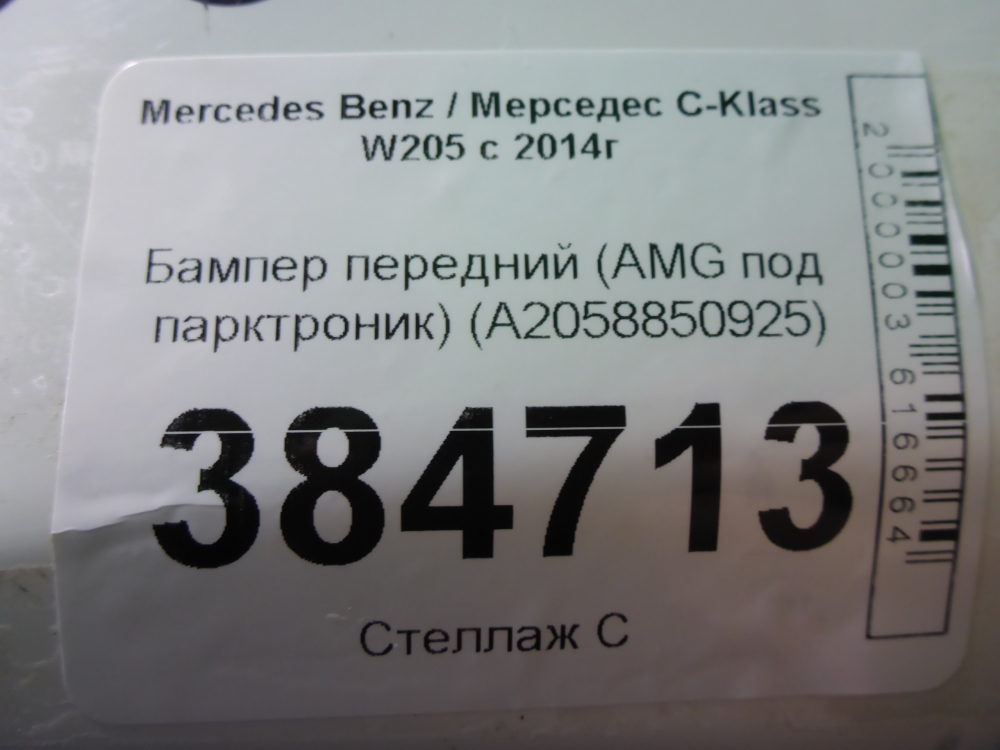 Mercedes Benz / Мерседес C-Klass
W205 с 2014г
Бампер передний (AMG под
парктроник) (A2058850925)
384713
Стеллаж С
2000003616664